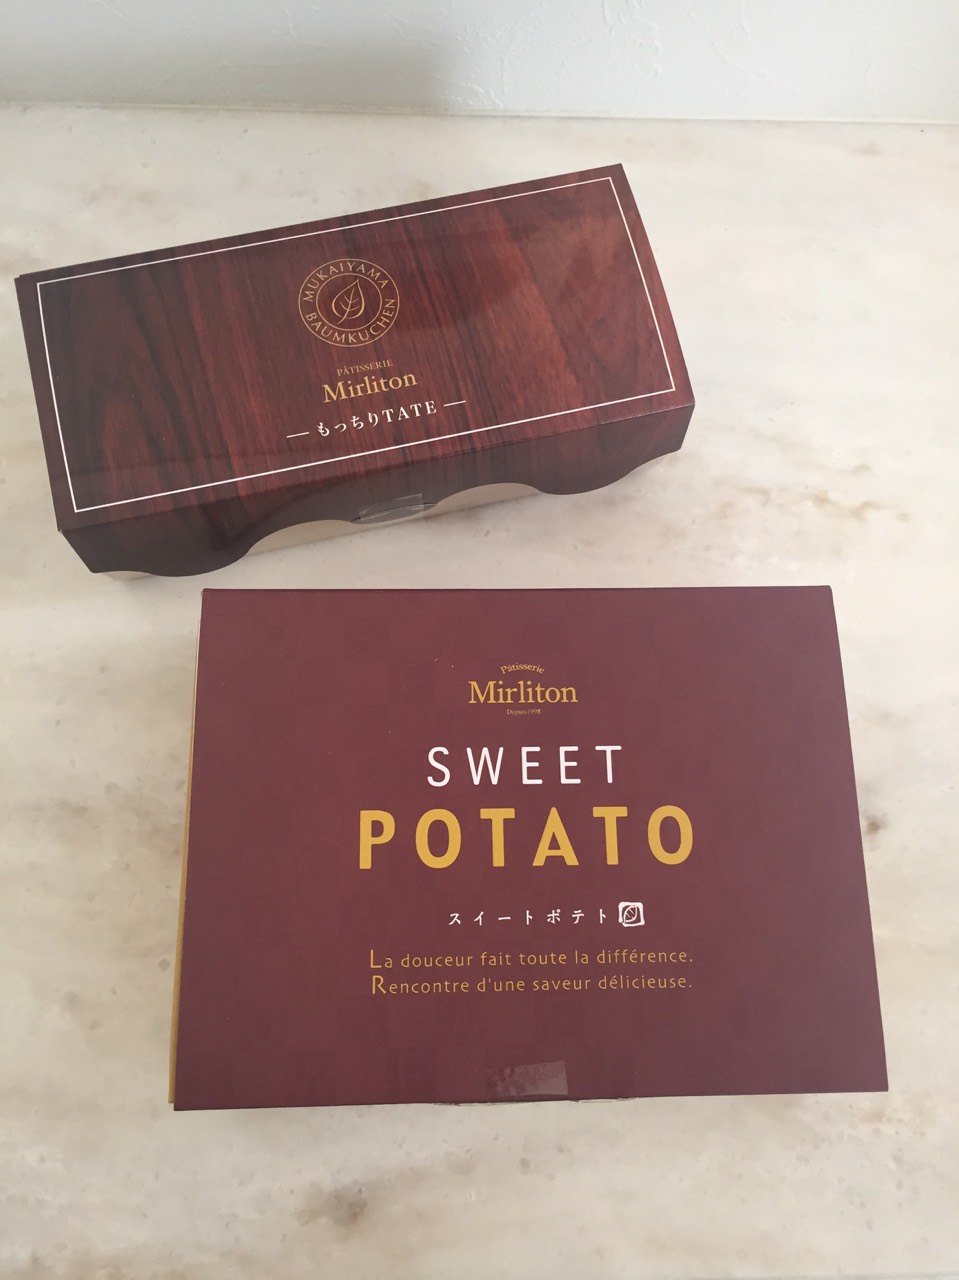 MUKAIYAMA
BAUMKUCHEN
PÂTISSERIE
Mirliton
もっちりTATE
Pâtisserie
Mirliton
SWEET
POTATO
スイートポテト
La douceur fait toute la différence.
Rencontre d'une saveur délicieuse.